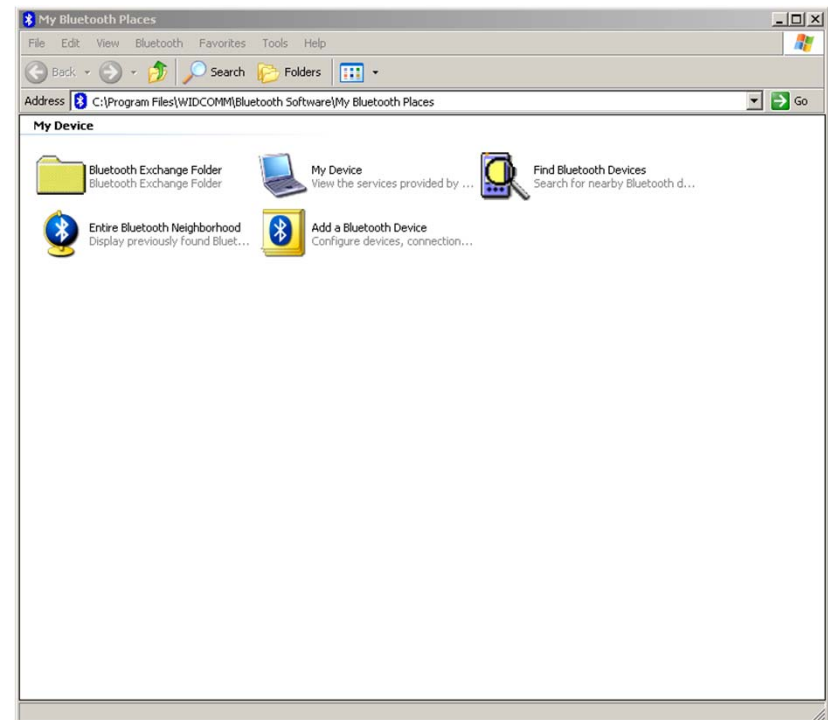 My Bluetooth Places
File Edit View Bluetooth Favorites Tools Help
Back Search Folders
Address C:\Program Files\WIDCOMM\Bluetooth Software\My Bluetooth Places Go
My Device
Bluetooth Exchange Folder
Bluetooth Exchange Folder
My Device
View the services provided by ...
Find Bluetooth Devices
Search for nearby Bluetooth d...
Entire Bluetooth Neighborhood
Display previously found Bluet...
Add a Bluetooth Device
Configure devices, connection...